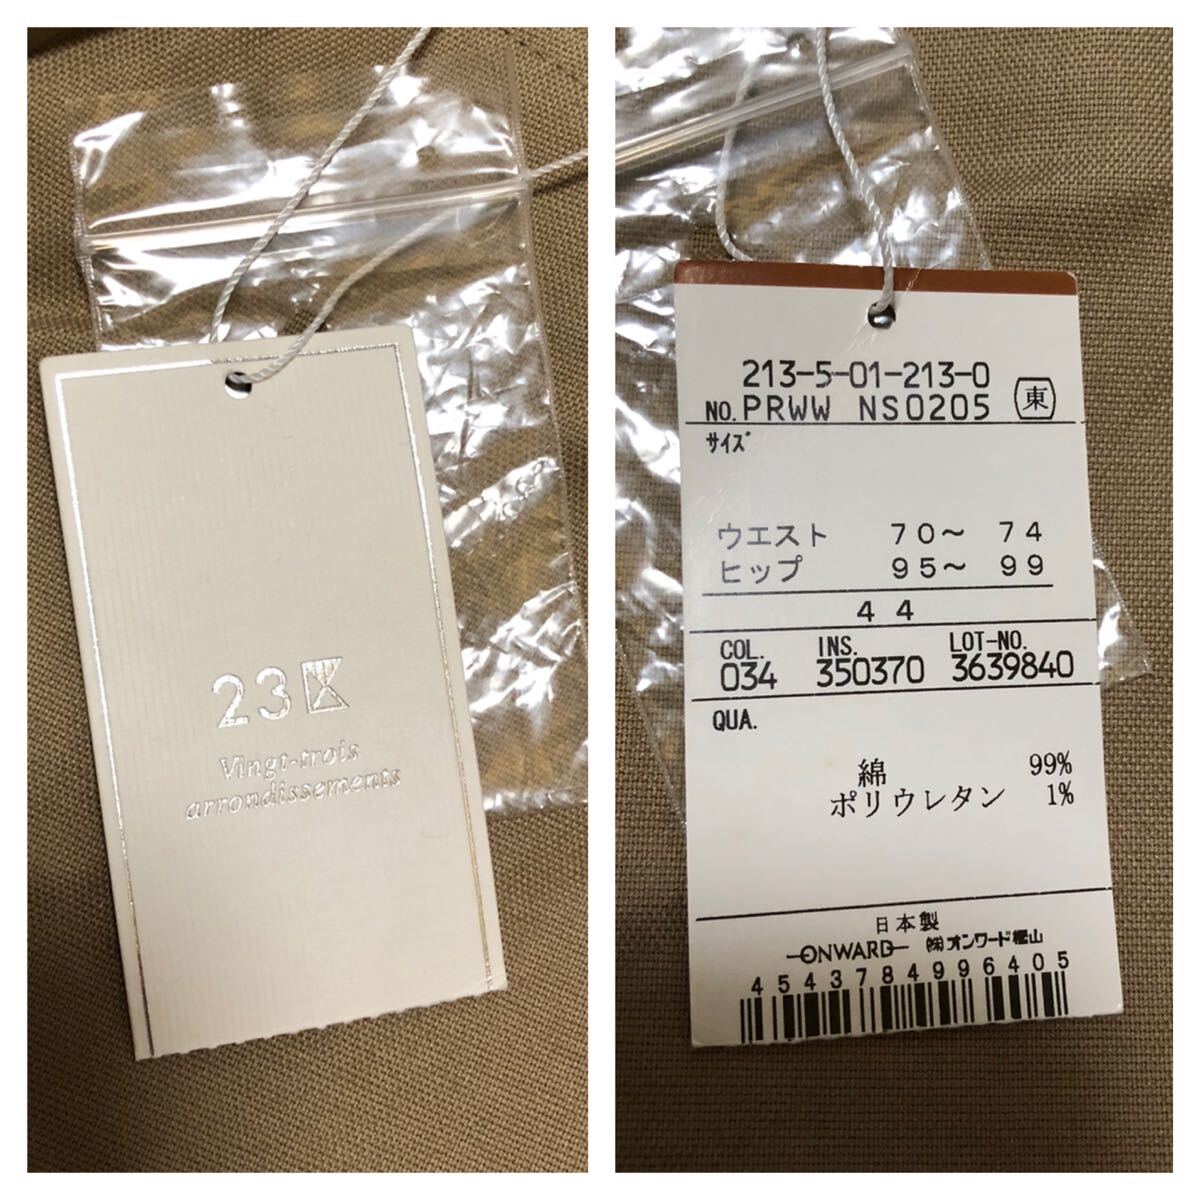 23区
Vingt-trois
arrondissements
213-5-01-213-0
NO. PRWW NS0205 東
サイズ
ウエスト 70～ 74
ヒップ 95～ 99
44
COL. INS. LOT-NO.
034 350370 3639840
QUA.
綿 99%
ポリウレタン 1%
日本製
ONWARD ㈱オンワード樫山
4543784996405